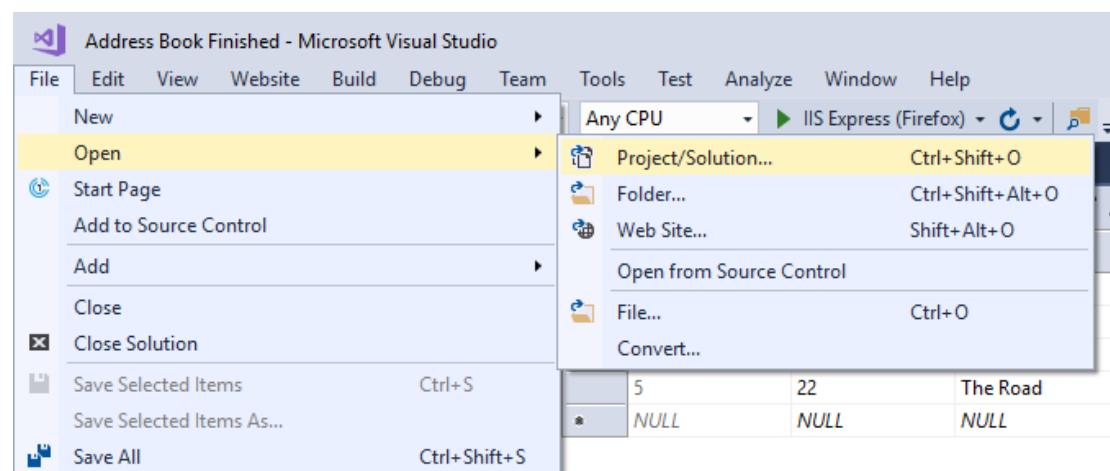 Address Book Finished - Microsoft Visual Studio
File Edit View Website Build Debug Team Tools Test Analyze Window Help
New
Any CPU
IIS Express (Firefox)
Open
Start Page
Add to Source Control
Add
Close
Close Solution
Save Selected Items Ctrl+S
Save Selected Items As...
Save All Ctrl+Shift+S
Project/Solution... Ctrl+Shift+O
Folder... Ctrl+Shift+Alt+O
Web Site... Shift+Alt+O
Open from Source Control
File... Ctrl+O
Convert...
5 22 The Road
NULL NULL NULL